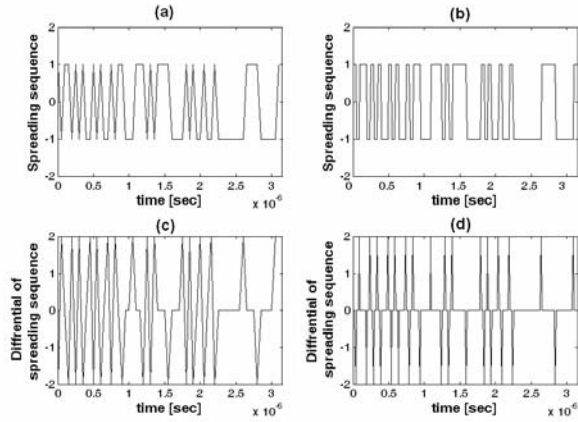 (a)
Spreading sequence
2
1
0
-1
-2
0 0.5 1 1.5 2 2.5 3
time [sec]
x 10^-6
(b)
Spreading sequence
2
1
0
-1
-2
0 0.5 1 1.5 2 2.5 3
time [sec]
x 10^-6
(c)
Diffrential of
spreading sequence
2
1
0
-1
-2
0 0.5 1 1.5 2 2.5 3
time [sec]
x 10^-6
(d)
Diffrential of
spreading sequence
2
1
0
-1
-2
0 0.5 1 1.5 2 2.5 3
time [sec]
x 10^-6